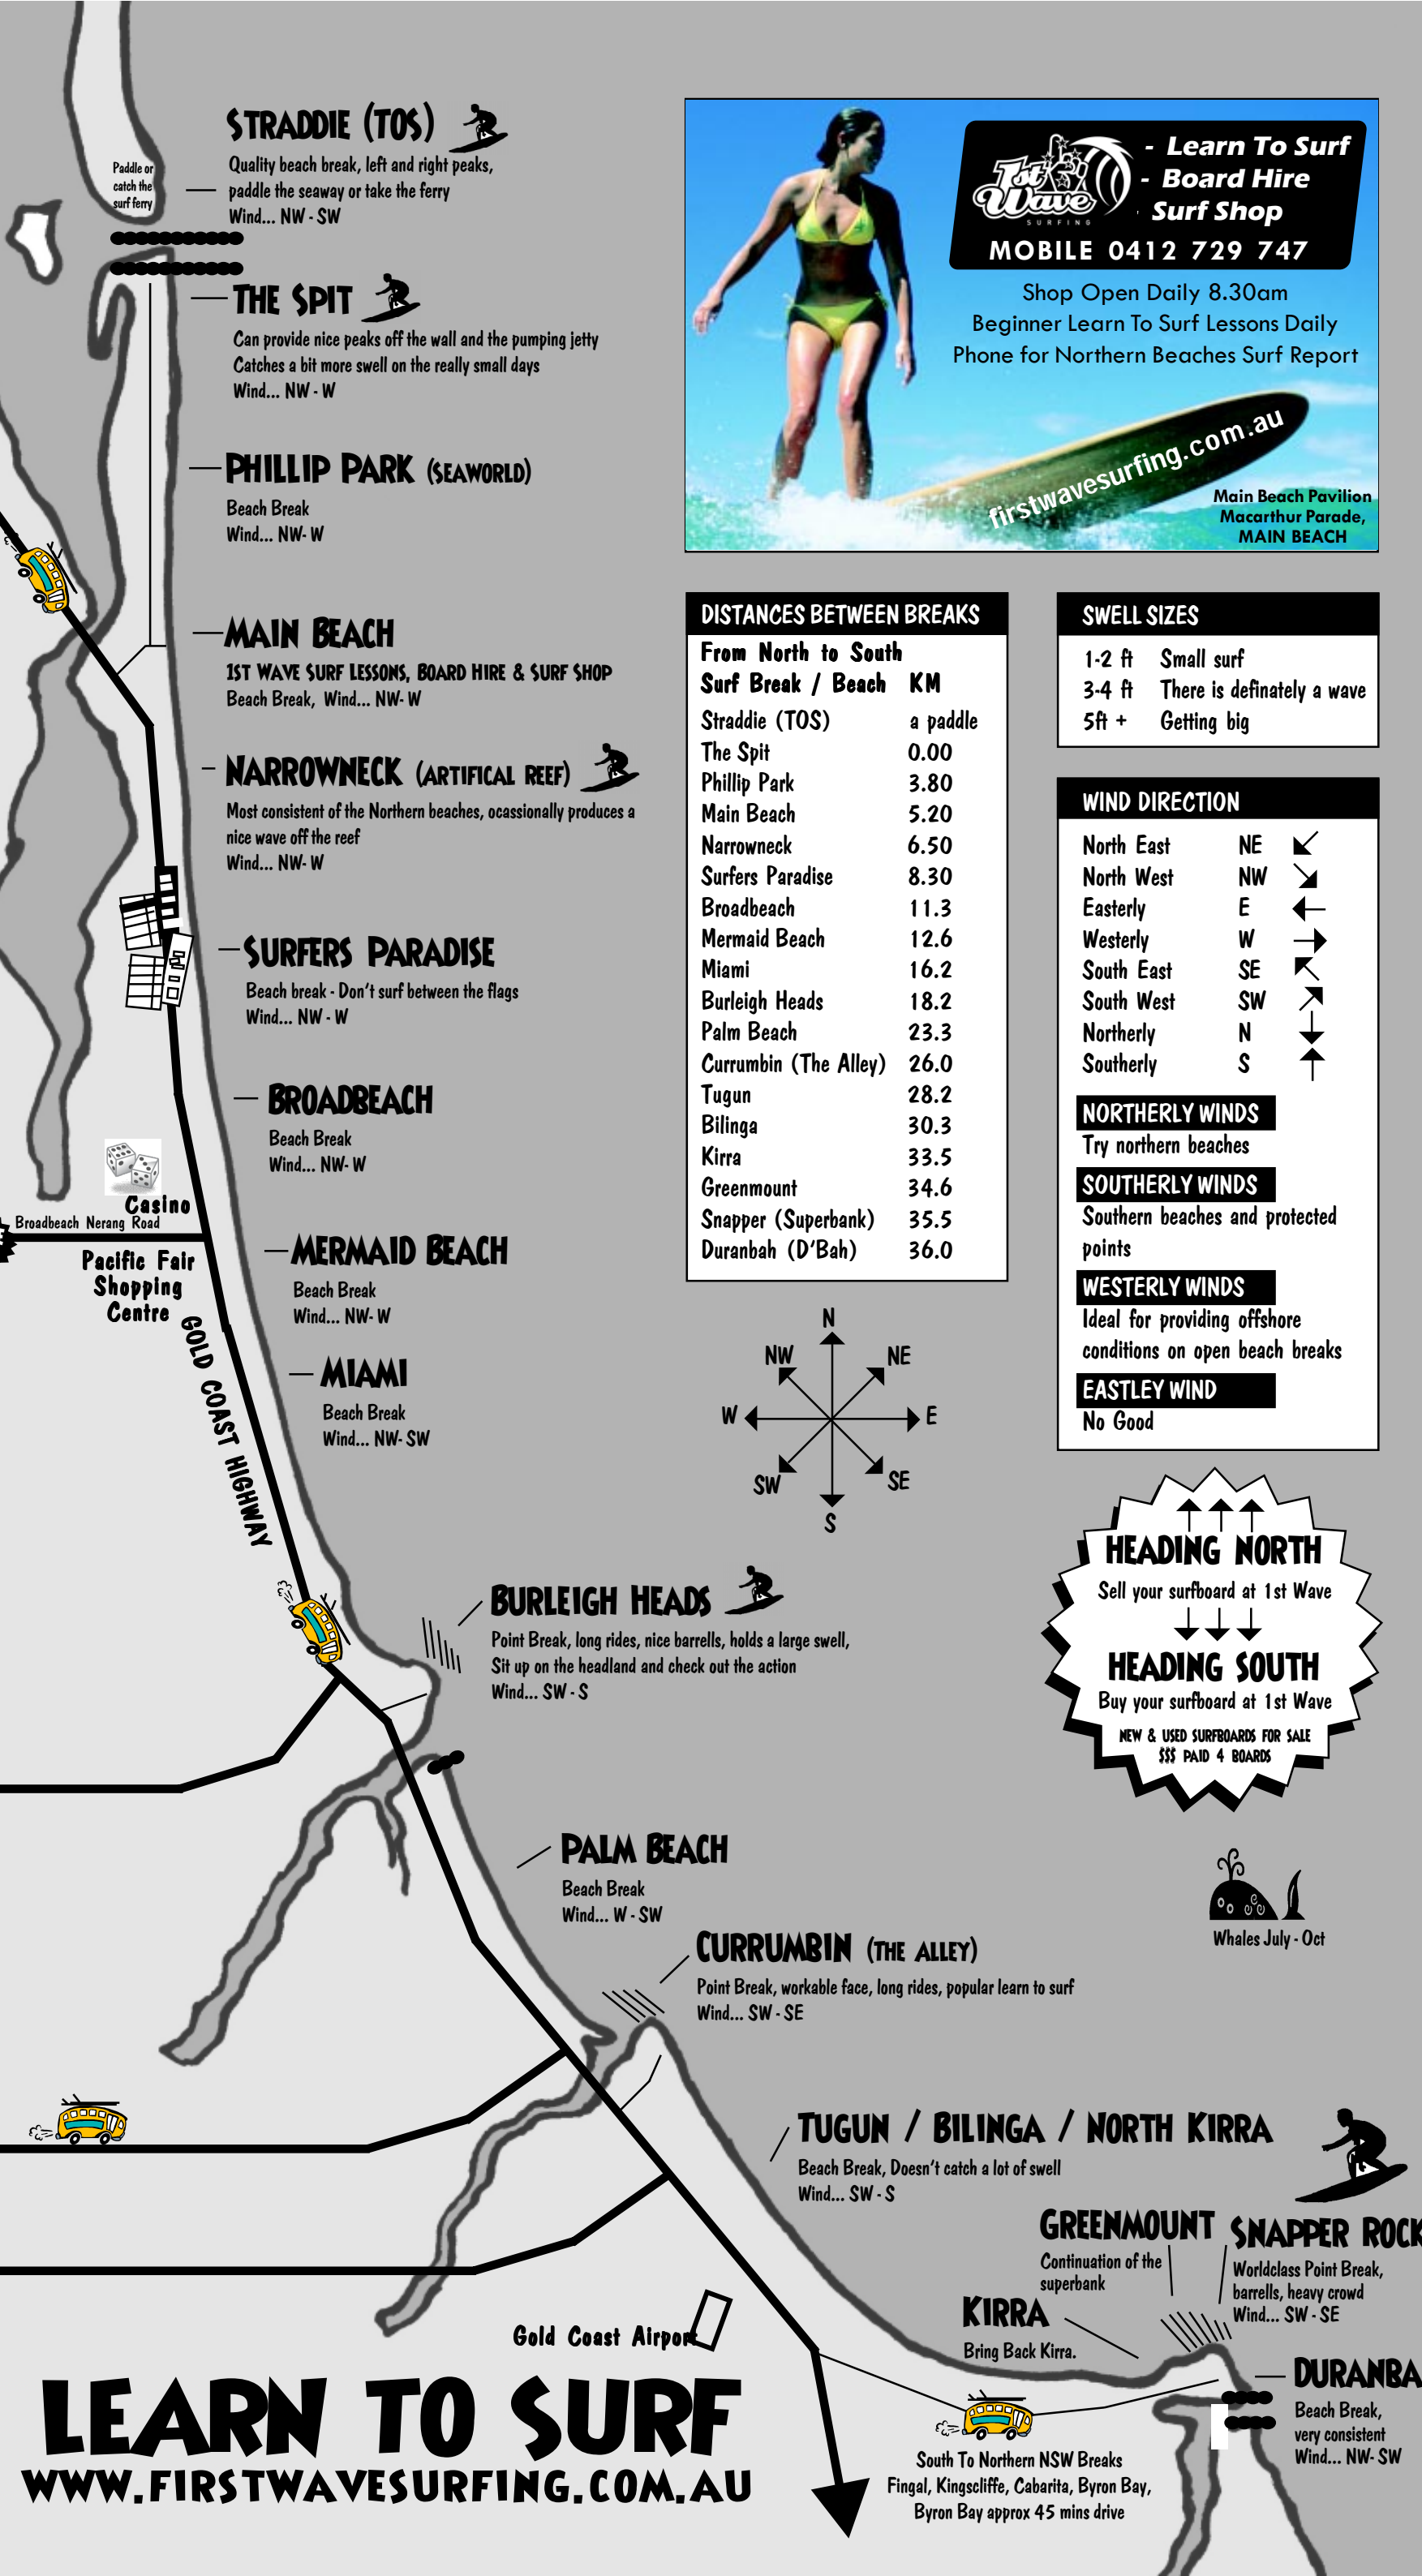 STRADDIE (TOS)
Quality beach break, left and right peaks,
paddle the seaway or take the ferry
Wind... NW - SW
Paddle or
catch the
surf ferry
THE SPIT
Can provide nice peaks off the wall and the pumping jetty
Catches a bit more swell on the really small days
Wind... NW - W
PHILLIP PARK (SEAWORLD)
Beach Break
Wind... NW- W
MAIN BEACH
1ST WAVE SURF LESSONS, BOARD HIRE & SURF SHOP
Beach Break, Wind... NW- W
NARROWNECK (ARTIFICAL REEF)
Most consistent of the Northern beaches, ocassionally produces a
nice wave off the reef
Wind... NW- W
SURFERS PARADISE
Beach break - Don't surf between the flags
Wind... NW - W
BROADBEACH
Beach Break
Wind... NW- W
Casino
Broadbeach Nerang Road
Pacific Fair
Shopping
Centre
GOLD COAST HIGHWAY
MERMAID BEACH
Beach Break
Wind... NW- W
MIAMI
Beach Break
Wind... NW- SW
1st
Wave
SURFING
- Learn To Surf
- Board Hire
- Surf Shop
MOBILE 0412 729 747
Shop Open Daily 8.30am
Beginner Learn To Surf Lessons Daily
Phone for Northern Beaches Surf Report
firstwavesurfing.com.au
Main Beach Pavilion
Macarthur Parade,
MAIN BEACH
DISTANCES BETWEEN BREAKS
From North to South
Surf Break / Beach KM
Straddie (TOS) a paddle
The Spit 0.00
Phillip Park 3.80
Main Beach 5.20
Narrowneck 6.50
Surfers Paradise 8.30
Broadbeach 11.3
Mermaid Beach 12.6
Miami 16.2
Burleigh Heads 18.2
Palm Beach 23.3
Currumbin (The Alley) 26.0
Tugun 28.2
Bilinga 30.3
Kirra 33.5
Greenmount 34.6
Snapper (Superbank) 35.5
Duranbah (D'Bah) 36.0
SWELL SIZES
1-2 ft Small surf
3-4 ft There is definately a wave
5ft + Getting big
WIND DIRECTION
North East NE
North West NW
Easterly E
Westerly W
South East SE
South West SW
Northerly N
Southerly S
NORTHERLY WINDS
Try northern beaches
SOUTHERLY WINDS
Southern beaches and protected
points
WESTERLY WINDS
Ideal for providing offshore
conditions on open beach breaks
EASTLEY WIND
No Good
N
NW NE
W E
SW SE
S
HEADING NORTH
Sell your surfboard at 1st Wave
HEADING SOUTH
Buy your surfboard at 1st Wave
NEW & USED SURFBOARDS FOR SALE
$$$ PAID 4 BOARDS
BURLEIGH HEADS
Point Break, long rides, nice barrells, holds a large swell,
Sit up on the headland and check out the action
Wind... SW - S
PALM BEACH
Beach Break
Wind... W - SW
Whales July - Oct
CURRUMBIN (THE ALLEY)
Point Break, workable face, long rides, popular learn to surf
Wind... SW - SE
TUGUN / BILINGA / NORTH KIRRA
Beach Break, Doesn't catch a lot of swell
Wind... SW - S
GREENMOUNT
Continuation of the
superbank
SNAPPER ROCK
Worldclass Point Break,
barrells, heavy crowd
Wind... SW - SE
KIRRA
Bring Back Kirra.
DURANBA
Beach Break,
very consistent
Wind... NW- SW
Gold Coast Airport
LEARN TO SURF
WWW.FIRSTWAVESURFING.COM.AU
South To Northern NSW Breaks
Fingal, Kingscliffe, Cabarita, Byron Bay,
Byron Bay approx 45 mins drive